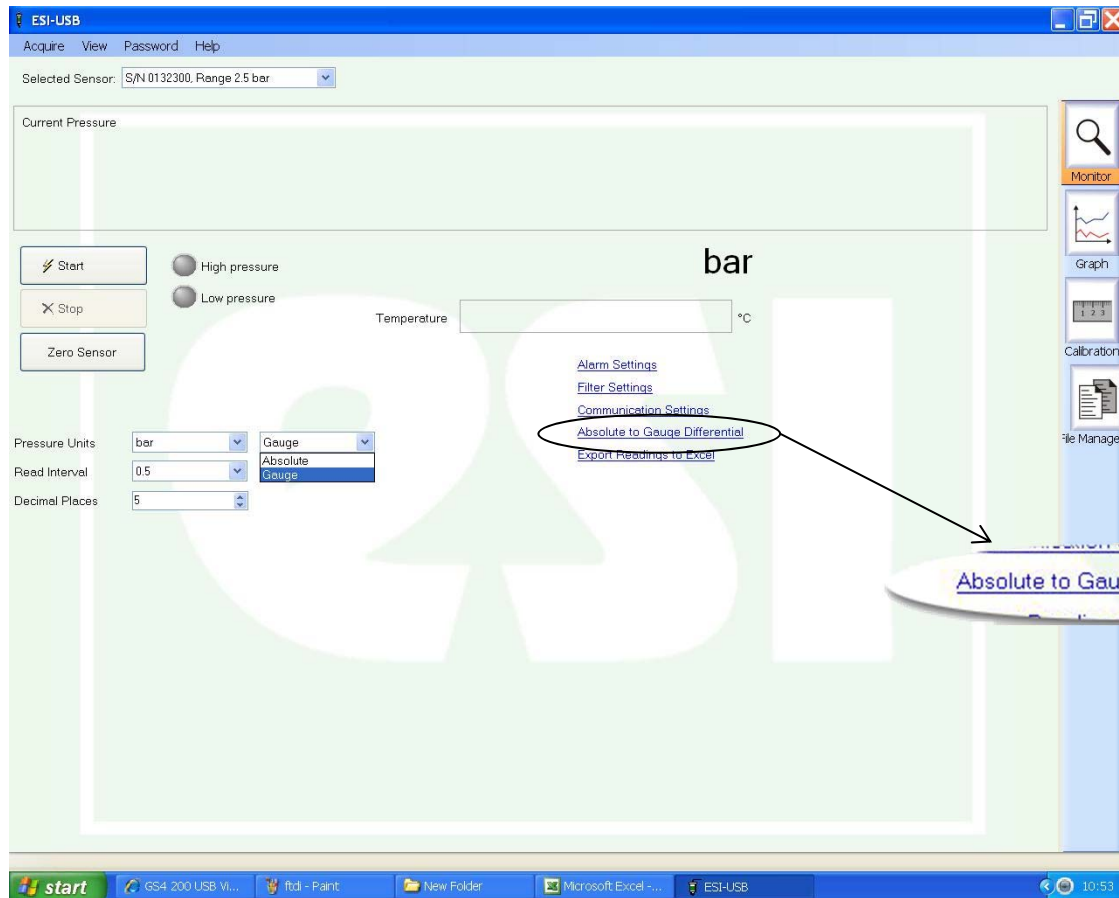 ESI-USB
Acquire View Password Help
Selected Sensor: S/N 0132300, Range 2.5 bar
Current Pressure
Monitor
Graph
Calibration
File Manage
Start
Stop
Zero Sensor
High pressure
Low pressure
bar
Temperature °C
Alarm Settings
Filter Settings
Communication Settings
Absolute to Gauge Differential
Export Readings to Excel
Pressure Units bar Gauge
Absolute
Gauge
Read Interval 0.5
Decimal Places 5
Absolute to Gau
esi
start GS4 200 USB Vi... ftdi - Paint New Folder Microsoft Excel -... ESI-USB 10:53